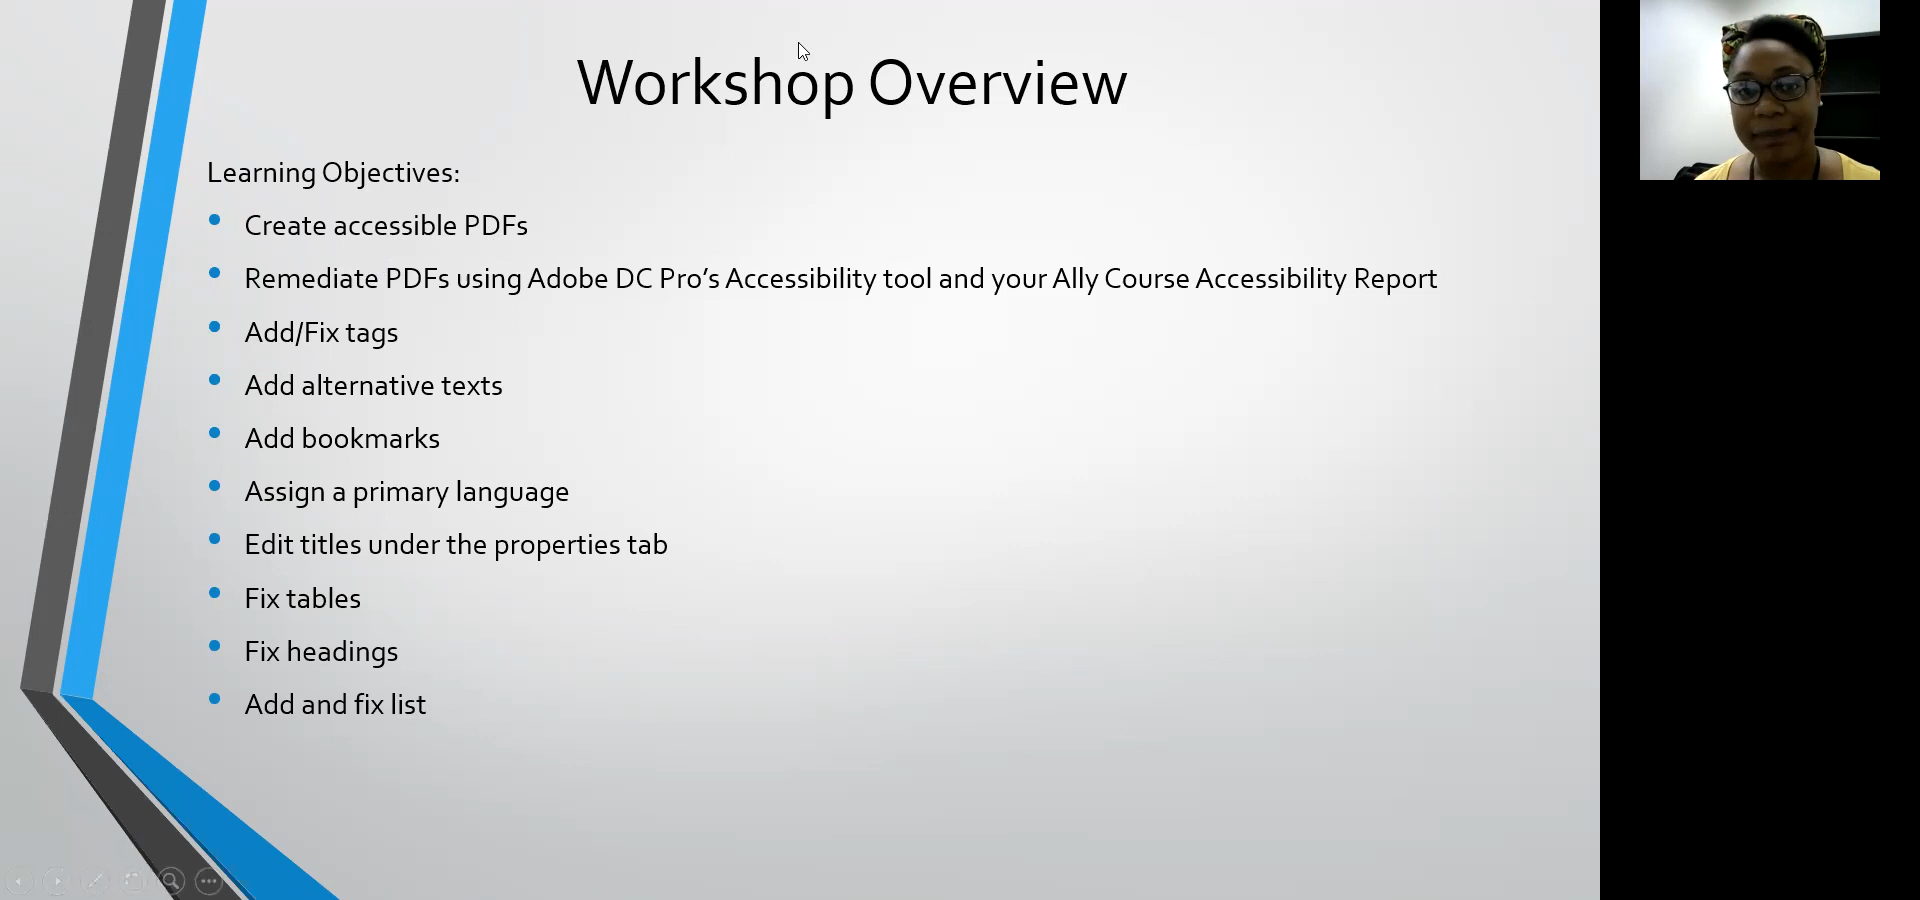 Workshop Overview
Learning Objectives:
Create accessible PDFs
Remediate PDFs using Adobe DC Pro’s Accessibility tool and your Ally Course Accessibility Report
Add/Fix tags
Add alternative texts
Add bookmarks
Assign a primary language
Edit titles under the properties tab
Fix tables
Fix headings
Add and fix list